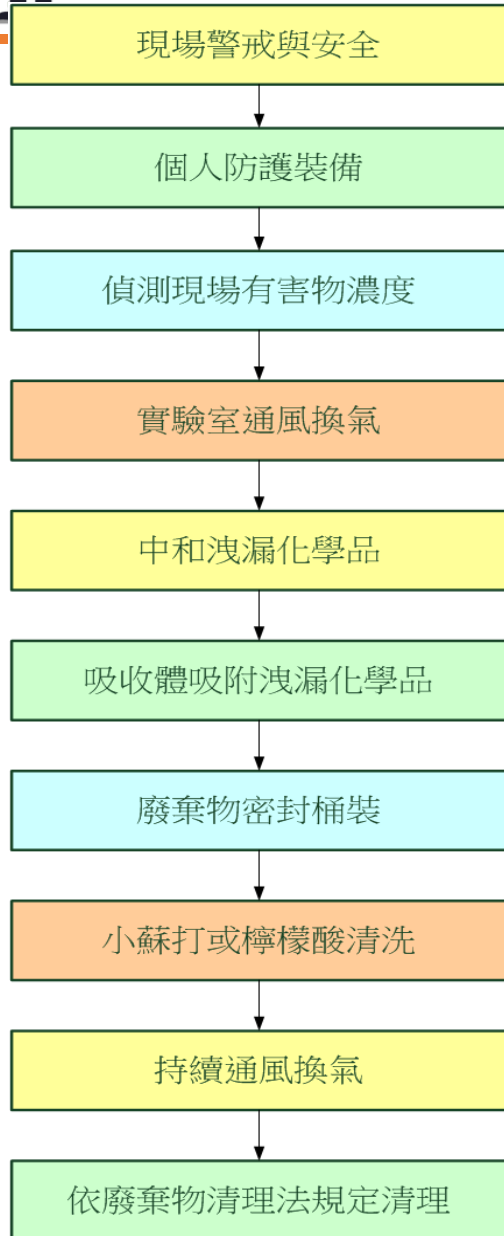 現場警戒與安全
個人防護裝備
偵測現場有害物濃度
實驗室通風換氣
中和洩漏化學品
吸收體吸附洩漏化學品
廢棄物密封桶裝
小蘇打或檸檬酸清洗
持續通風換氣
依廢棄物清理法規定清理